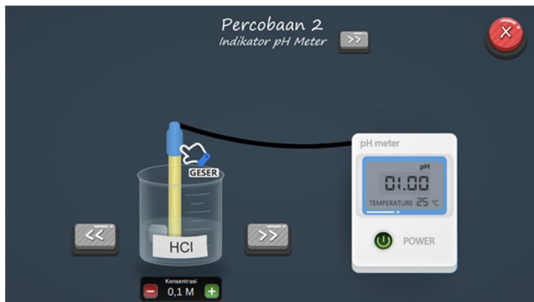 Percobaan 2
Indikator pH Meter
>>
X
pH meter
GESER
pH
01.00
TEMPERATURE 25 °C
<<
HCl
>>
POWER
Konsentrasi
- 0,1 M +